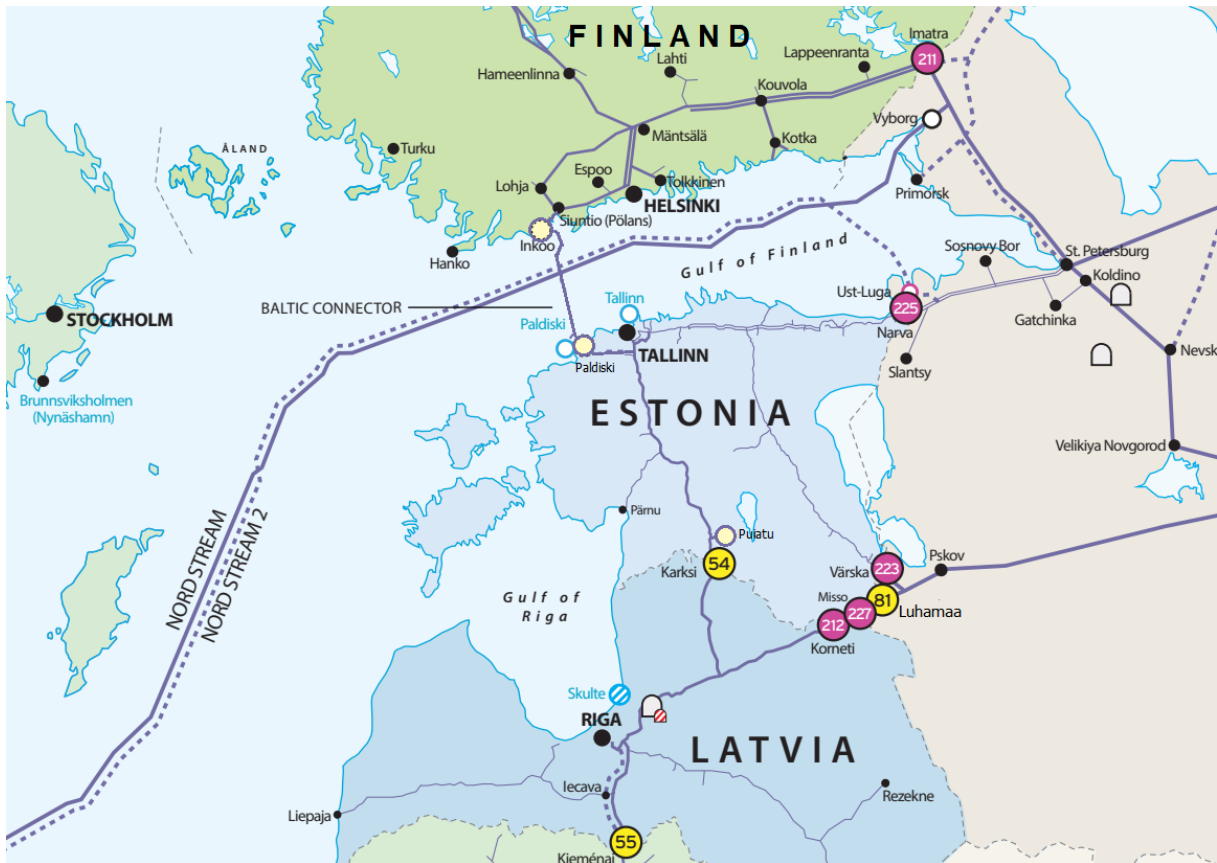 FINLAND
Imatra
211
Lappeenranta
Lahti
Hameenlinna
Kouvola
Vyborg
Mäntsälä
Kotka
ÅLAND
Turku
Espoo
Lohja
Tolkkinen
HELSINKI
Primorsk
Siuntio (Pölans)
Inkoo
Hanko
Gulf of Finland
Sosnovy Bor
St. Petersburg
Koldino
Ust-Luga
225
Narva
Gatchinka
BALTIC CONNECTOR
Tallinn
STOCKHOLM
Paldiski
TALLINN
Paldiski
Slantsy
Nevsk
Brunnsviksholmen
(Nynäshamn)
ESTONIA
Velikiya Novgorod
Pärnu
NORD STREAM
NORD STREAM 2
Puiatu
54
Karksi
Värska
223
Pskov
81
Luhamaa
Misso
227
212
Korneti
Gulf of
Riga
Skulte
RIGA
LATVIA
Iecava
Rezekne
Liepaja
55
Kiemėnai